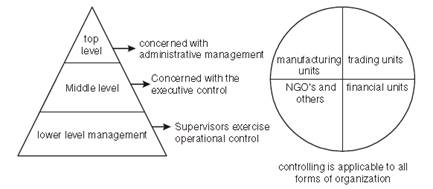 top
level
concerned with
administrative management
Middle level
Concerned with the
executive control
lower level management
Supervisors exercise
operational control
manufacturing
units
trading units
NGO's and
others
financial units
controlling is applicable to all
forms of organization